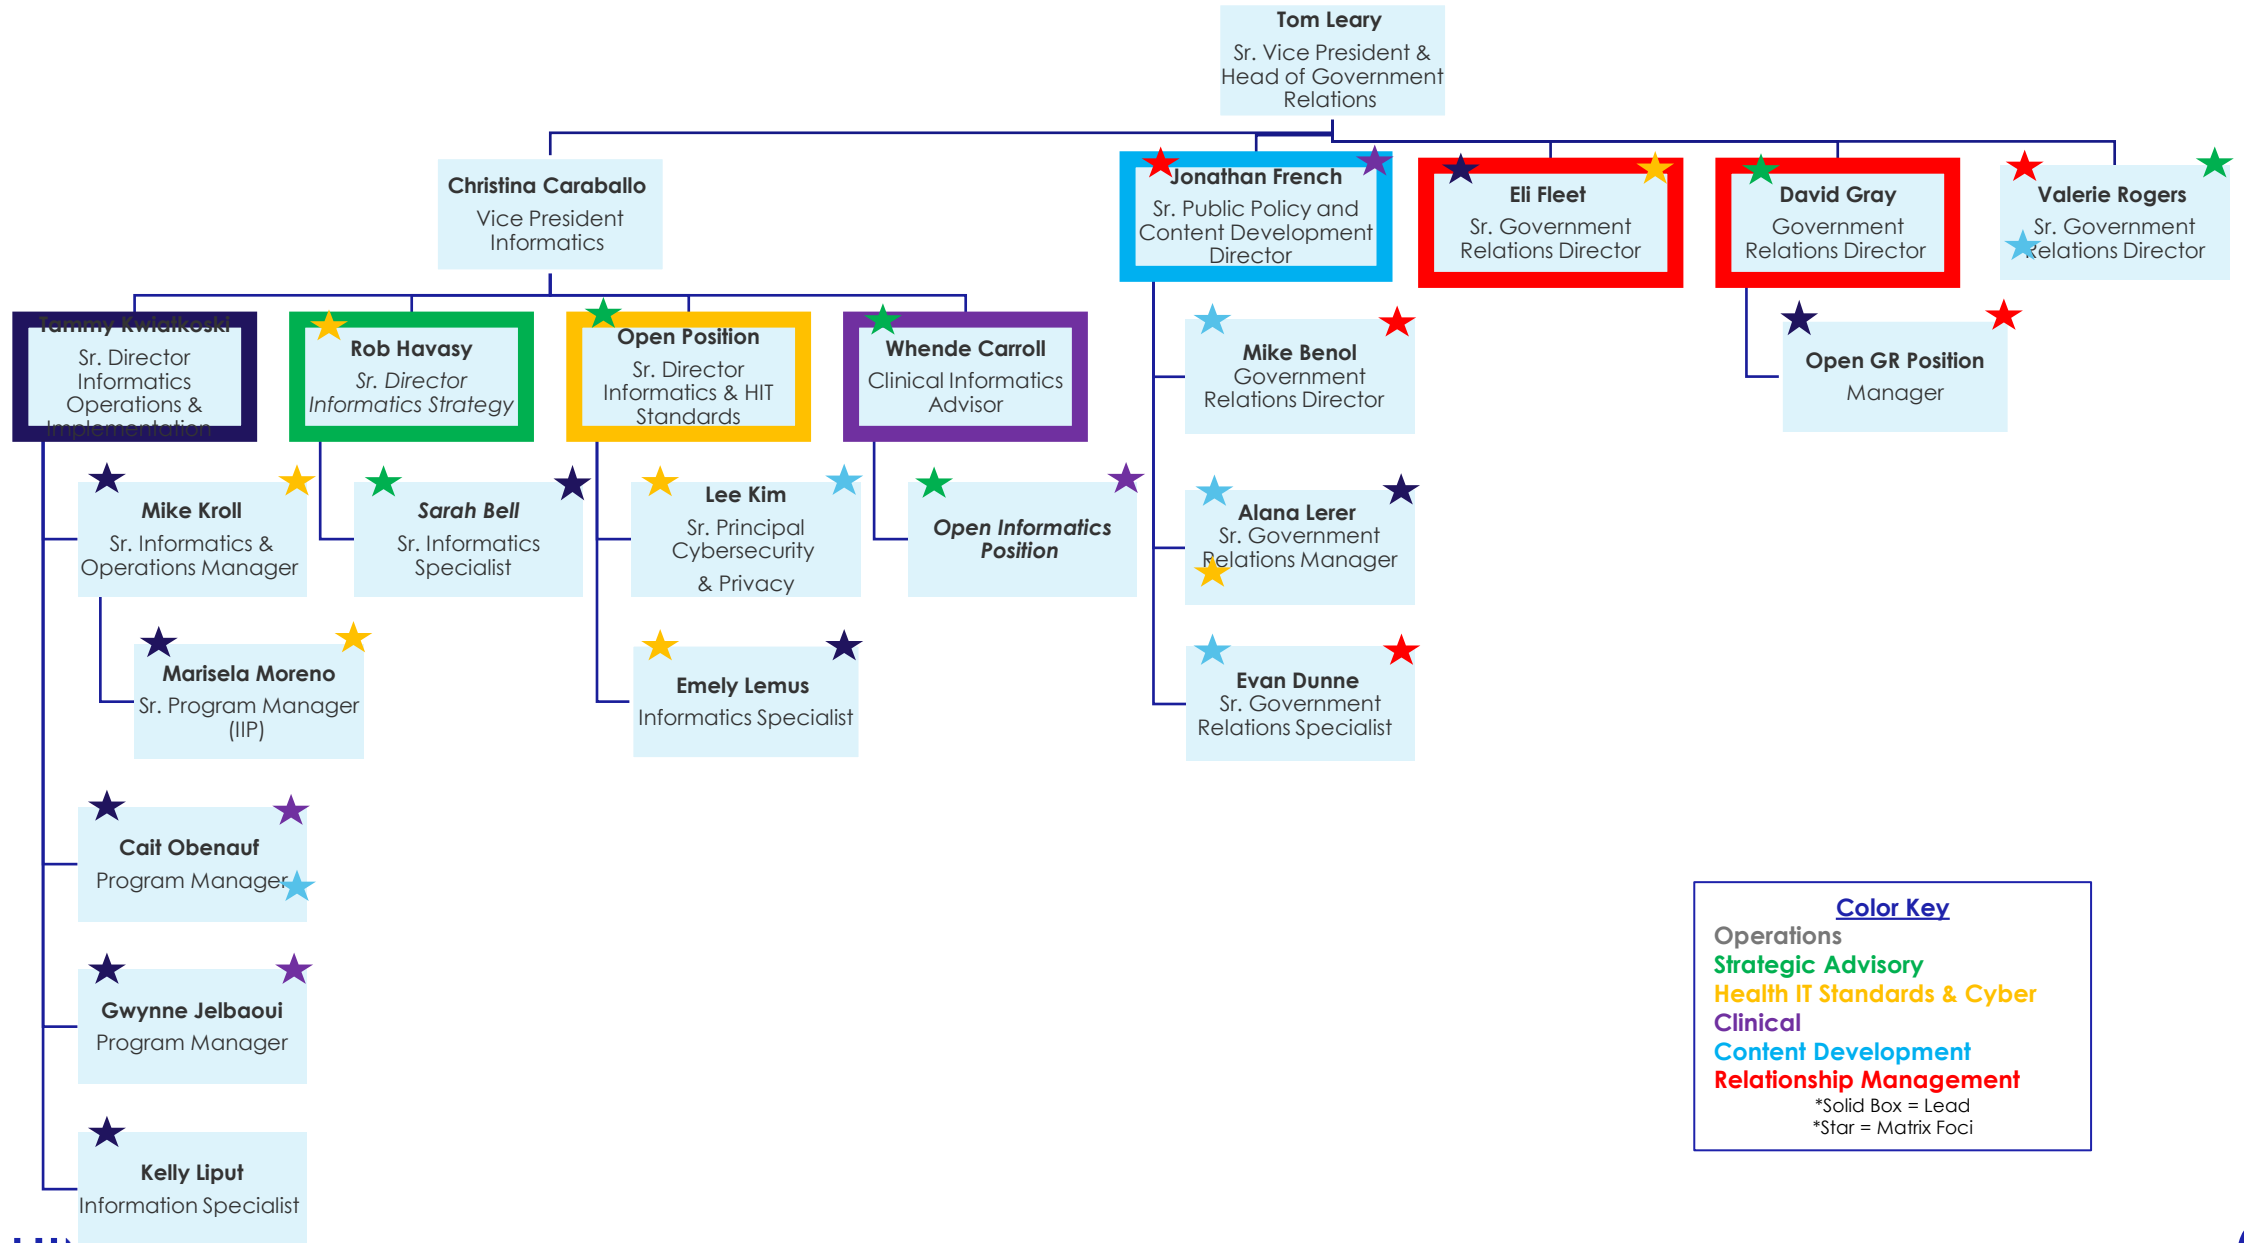 Tom Leary
Sr. Vice President &
Head of Government
Relations
Christina Caraballo
Vice President
Informatics
Jonathan French
Sr. Public Policy and
Content Development
Director
Eli Fleet
Sr. Government
Relations Director
David Gray
Government
Relations Director
Valerie Rogers
Sr. Government
Relations Director
Tammy Kwiatkoski
Sr. Director
Informatics
Operations &
Implementation
Rob Havasy
Sr. Director
Informatics Strategy
Open Position
Sr. Director
Informatics & HIT
Standards
Whende Carroll
Clinical Informatics
Advisor
Mike Benol
Government
Relations Director
Open GR Position
Manager
Mike Kroll
Sr. Informatics &
Operations Manager
Sarah Bell
Sr. Informatics
Specialist
Lee Kim
Sr. Principal
Cybersecurity
& Privacy
Open Informatics
Position
Alana Lerer
Sr. Government
Relations Manager
Marisela Moreno
Sr. Program Manager
(IIP)
Emely Lemus
Informatics Specialist
Evan Dunne
Sr. Government
Relations Specialist
Cait Obenauf
Program Manager
Gwynne Jelbaoui
Program Manager
Kelly Liput
Information Specialist
Color Key
Operations
Strategic Advisory
Health IT Standards & Cyber
Clinical
Content Development
Relationship Management
*Solid Box = Lead
*Star = Matrix Foci